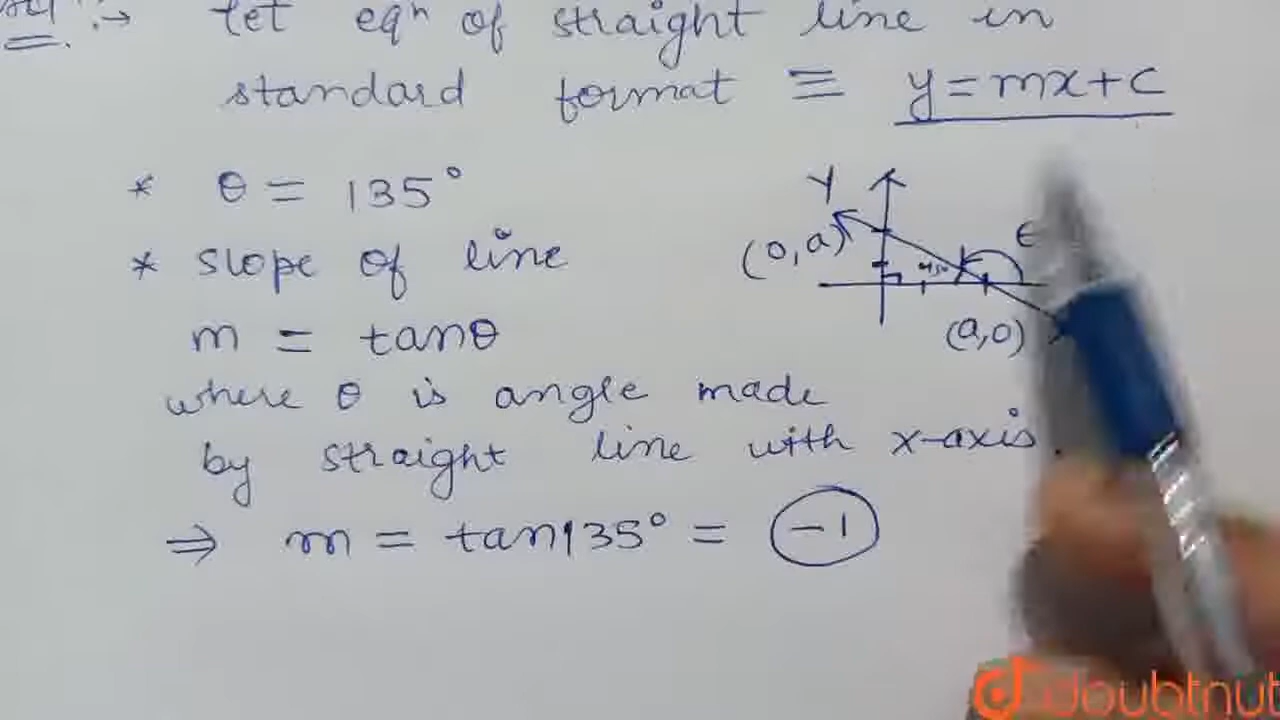 Sol :→ let eqⁿ of straight line in
standard format ≡ y=mx+c
* θ = 135°
* slope of line
m = tanθ
where θ is angle made
by straight line with x-axis.
⇒ m = tan135° = -1
Y
(0,a)
45°
(a,0)
doubtnut